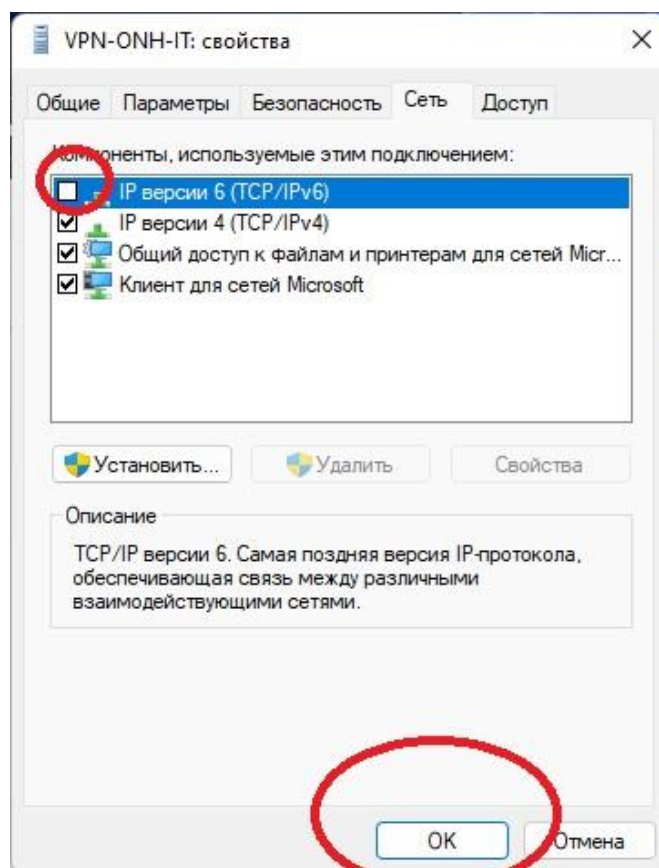 VPN-ONH-IT: свойства
Общие Параметры Безопасность Сеть Доступ
Компоненты, используемые этим подключением:
IP версии 6 (TCP/IPv6)
IP версии 4 (TCP/IPv4)
Общий доступ к файлам и принтерам для сетей Micr...
Клиент для сетей Microsoft
Установить... Удалить Свойства
Описание
TCP/IP версии 6. Самая поздняя версия IP-протокола,
обеспечивающая связь между различными
взаимодействующими сетями.
ОК Отмена